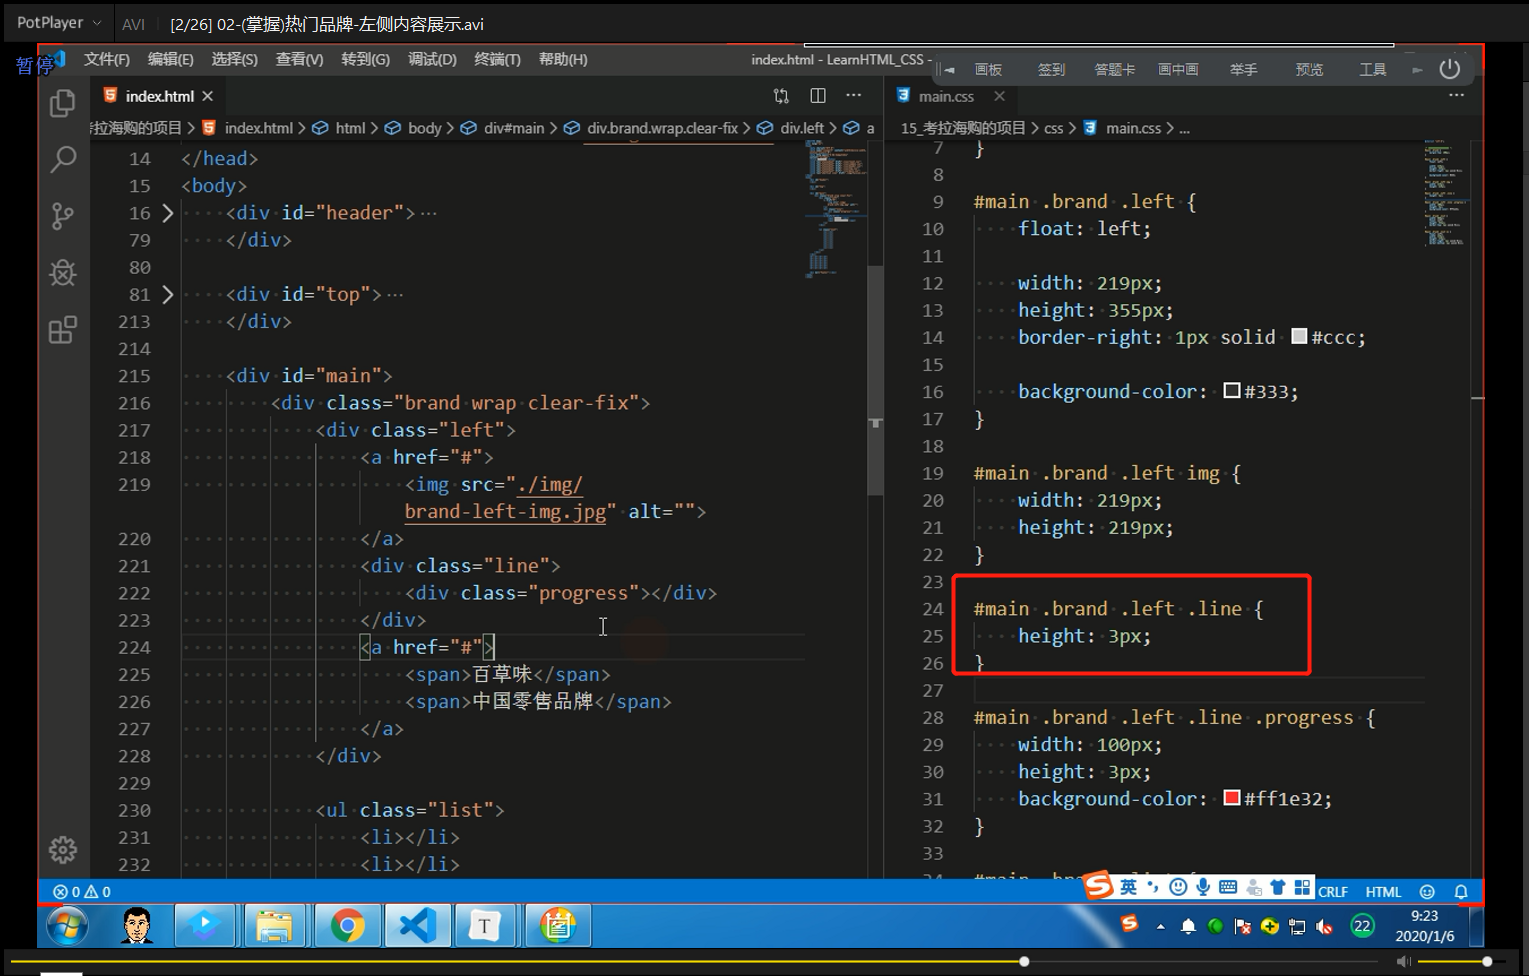 PotPlayer AVI [2/26] 02-(掌握)热门品牌-左侧内容展示.avi
暂停
文件(F) 编辑(E) 选择(S) 查看(V) 转到(G) 调试(D) 终端(T) 帮助(H) index.html - LearnHTML_CSS -
画板 签到 答题卡 画中画 举手 预览 工具
index.html
拉海购的项目 > index.html > html > body > div#main > div.brand.wrap.clear-fix > div.left > a
14 </head>
15 <body>
16 <div id="header">…
79 </div>
80
81 <div id="top">…
213 </div>
214
215 <div id="main">
216 <div class="brand wrap clear-fix">
217 <div class="left">
218 <a href="#">
219 <img src="./img/
brand-left-img.jpg" alt="">
220 </a>
221 <div class="line">
222 <div class="progress"></div>
223 </div>
224 <a href="#">
225 <span>百草味</span>
226 <span>中国零售品牌</span>
227 </a>
228 </div>
229
230 <ul class="list">
231 <li></li>
232 <li></li>
main.css
15_考拉海购的项目 > css > main.css > ...
7 }
8
9 #main .brand .left {
10 float: left;
11
12 width: 219px;
13 height: 355px;
14 border-right: 1px solid #ccc;
15
16 background-color: #333;
17 }
18
19 #main .brand .left img {
20 width: 219px;
21 height: 219px;
22 }
23
24 #main .brand .left .line {
25 height: 3px;
26 }
27
28 #main .brand .left .line .progress {
29 width: 100px;
30 height: 3px;
31 background-color: #ff1e32;
32 }
33
0 0
英
CRLF HTML
22
9:23
2020/1/6